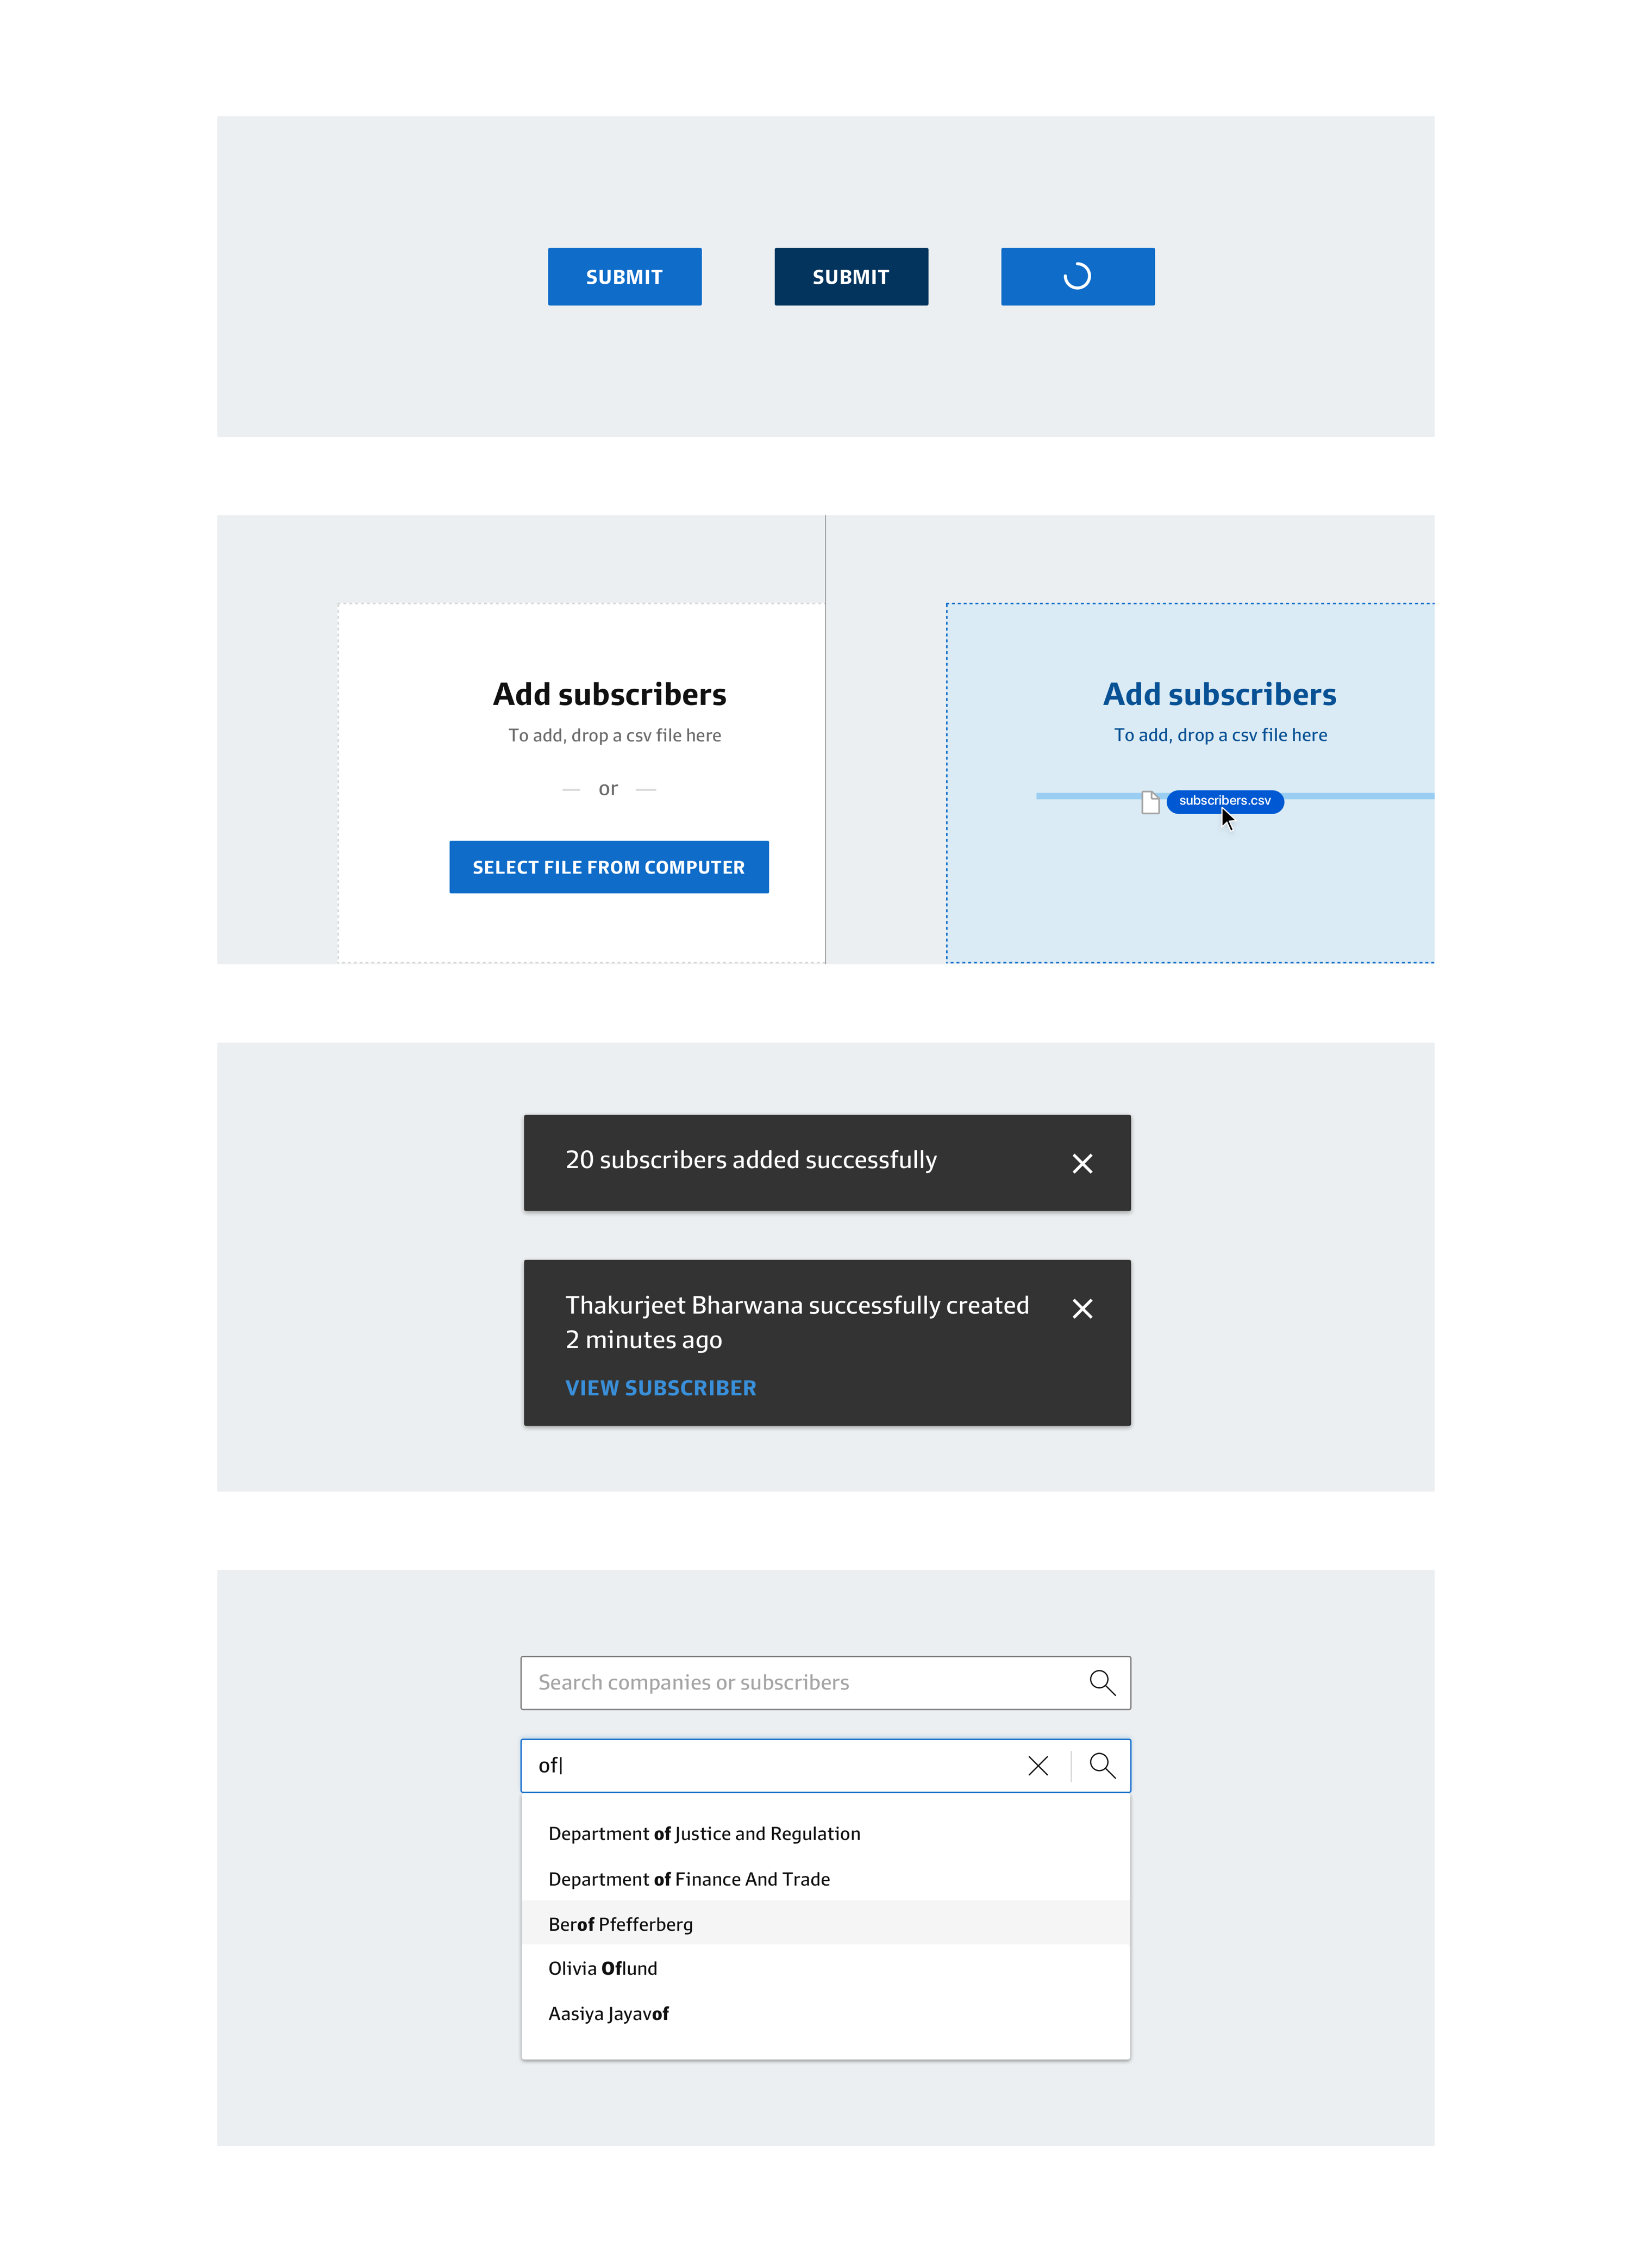 SUBMIT
SUBMIT
Add subscribers
To add, drop a csv file here
or
SELECT FILE FROM COMPUTER
Add subscribers
To add, drop a csv file here
subscribers.csv
20 subscribers added successfully
Thakurjeet Bharwana successfully created
2 minutes ago
VIEW SUBSCRIBER
Search companies or subscribers
of
Department of Justice and Regulation
Department of Finance And Trade
Berof Pfefferberg
Olivia Oflund
Aasiya Jayavof